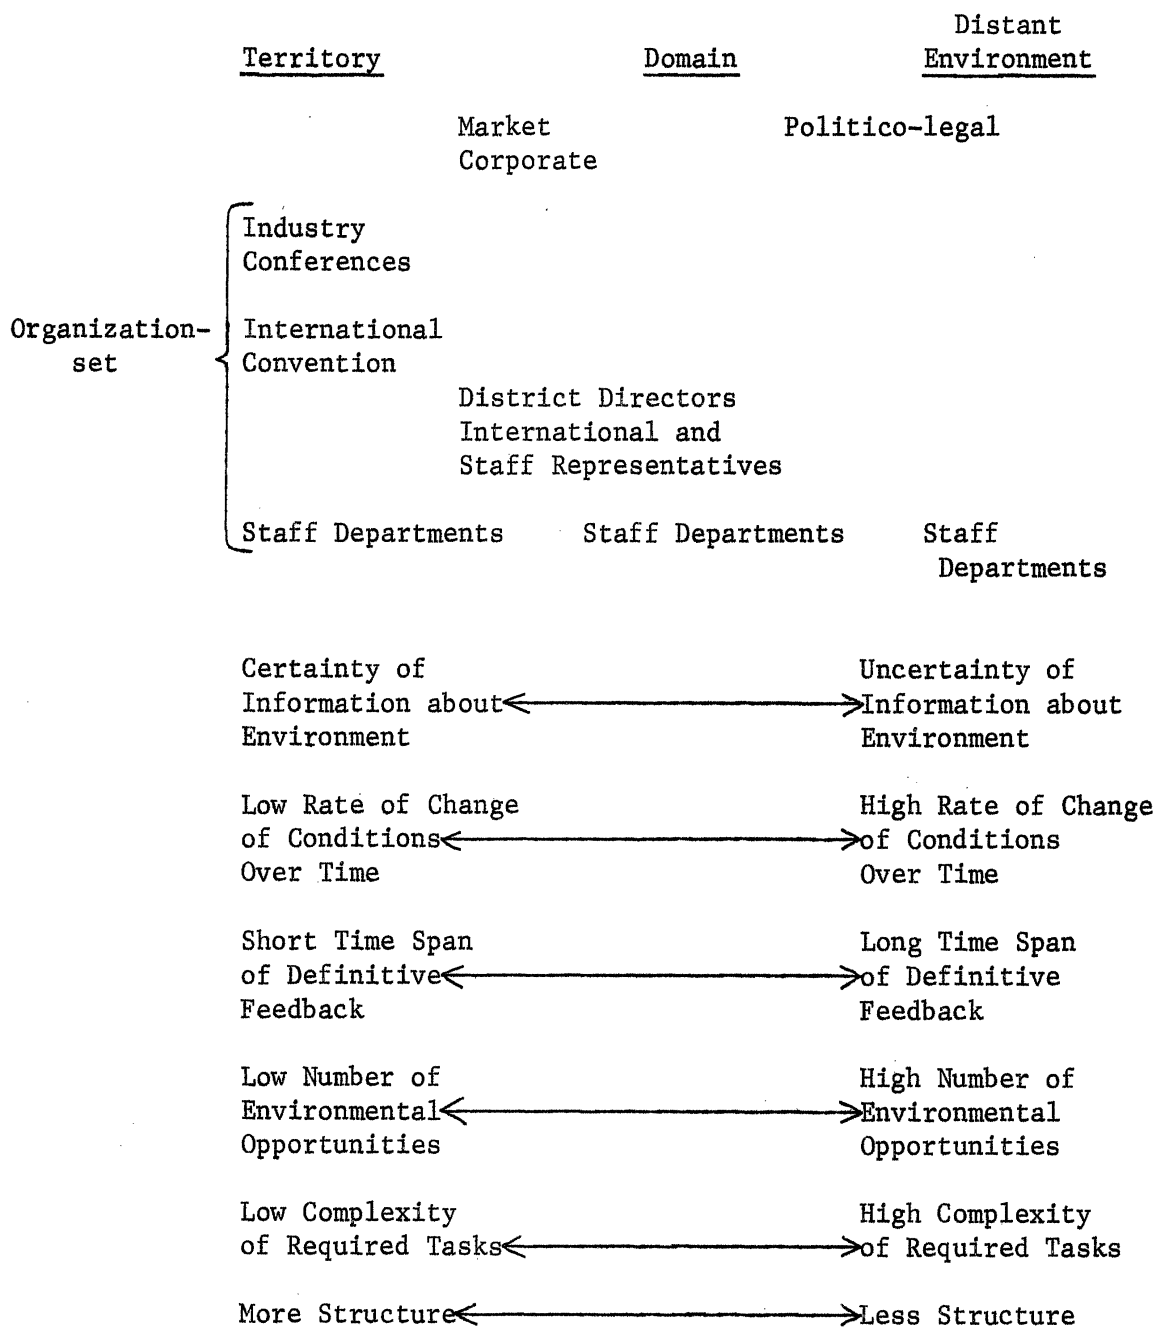 Distant
Territory Domain Environment
Market Politico-legal
Corporate
Industry
Conferences
Organization- International
set Convention
District Directors
International and
Staff Representatives
Staff Departments Staff Departments Staff
Departments
Certainty of Uncertainty of
Information about Information about
Environment Environment
Low Rate of Change High Rate of Change
of Conditions of Conditions
Over Time Over Time
Short Time Span Long Time Span
of Definitive of Definitive
Feedback Feedback
Low Number of High Number of
Environmental Environmental
Opportunities Opportunities
Low Complexity High Complexity
of Required Tasks of Required Tasks
More Structure Less Structure